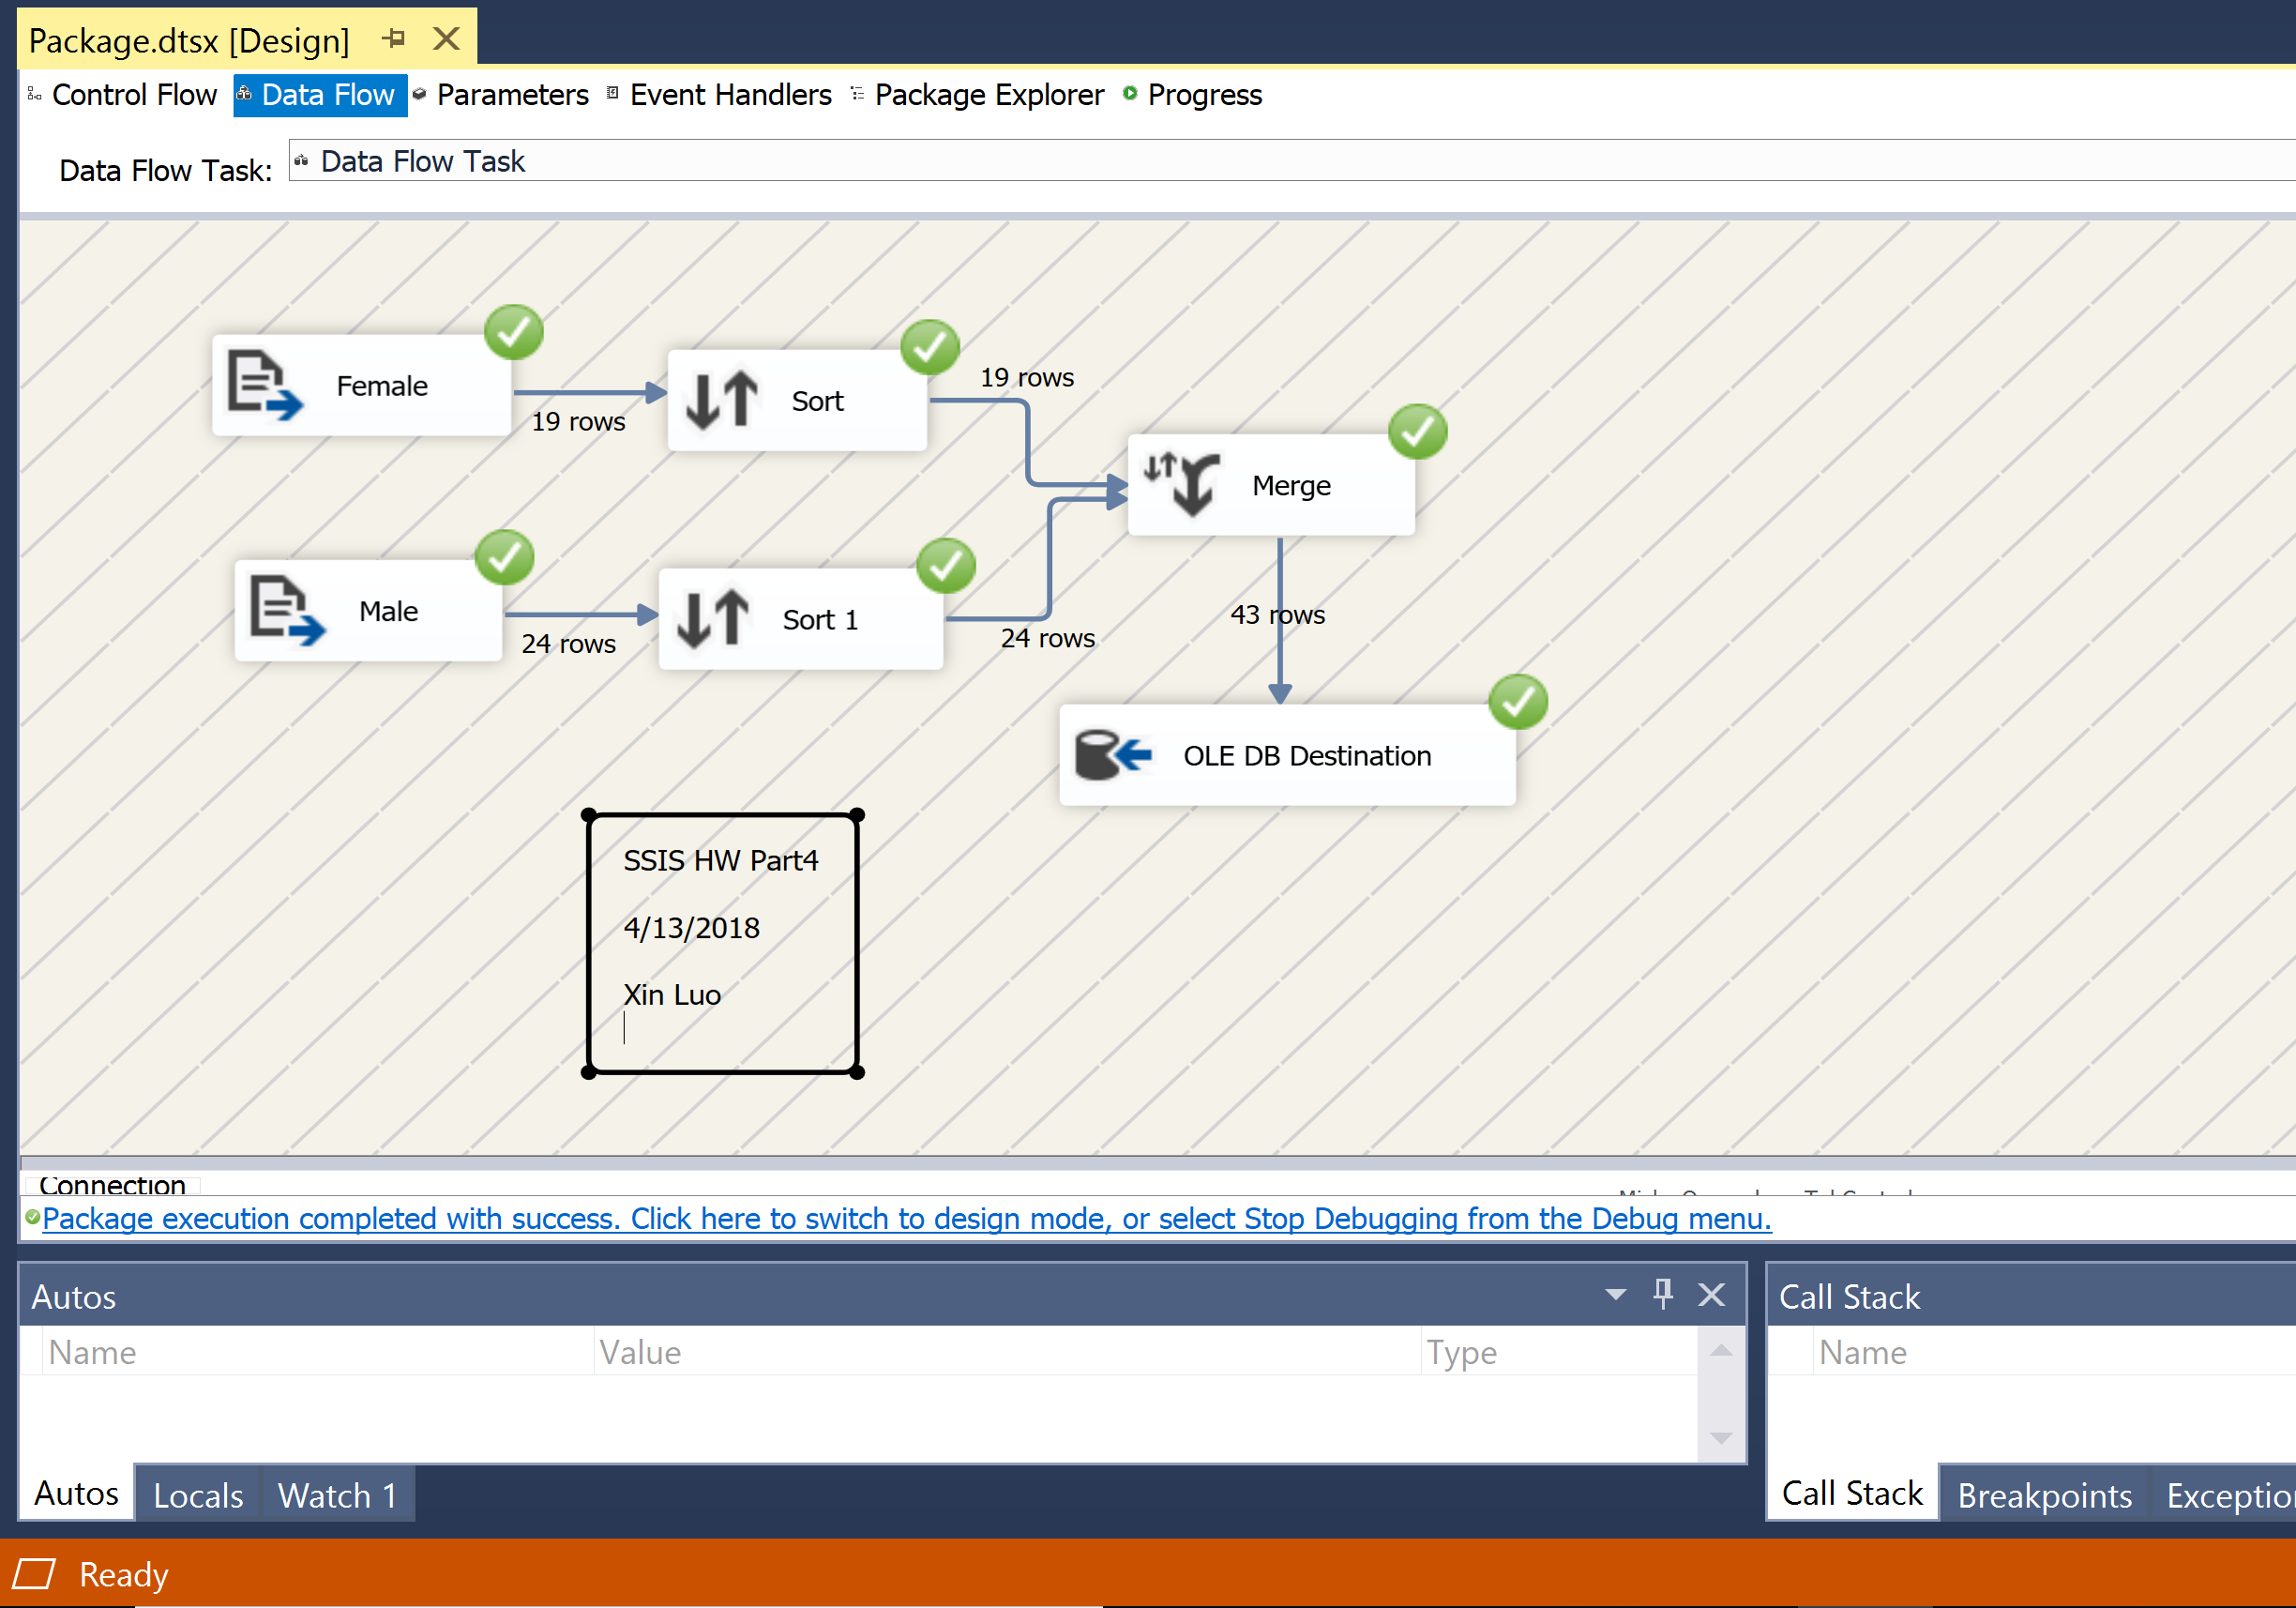 Package.dtsx [Design]
Control Flow Data Flow Parameters Event Handlers Package Explorer Progress
Data Flow Task: Data Flow Task
Female
19 rows
Sort
19 rows
Merge
Male
24 rows
Sort 1
24 rows
43 rows
OLE DB Destination
SSIS HW Part4
4/13/2018
Xin Luo
Connection
Package execution completed with success. Click here to switch to design mode, or select Stop Debugging from the Debug menu.
Autos
Name Value Type
Autos Locals Watch 1
Call Stack
Name
Call Stack Breakpoints Exceptio
Ready